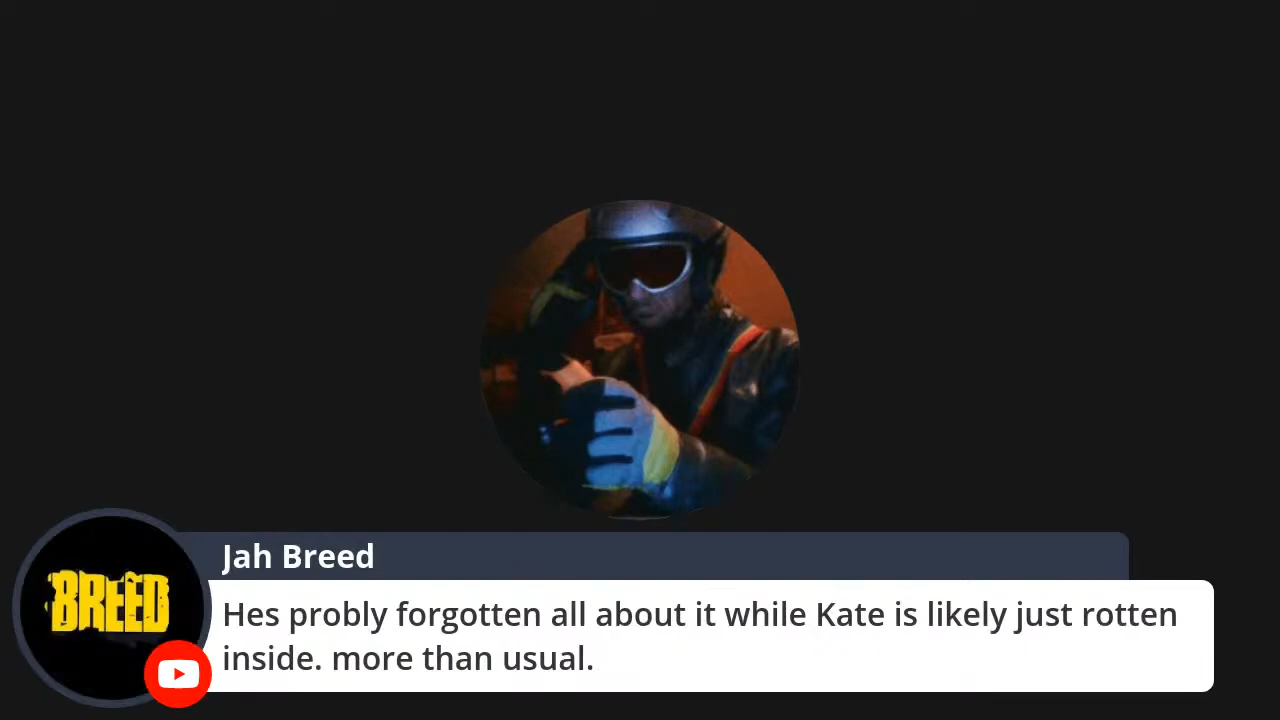 Jah Breed
BREED
Hes probly forgotten all about it while Kate is likely just rotten
inside. more than usual.